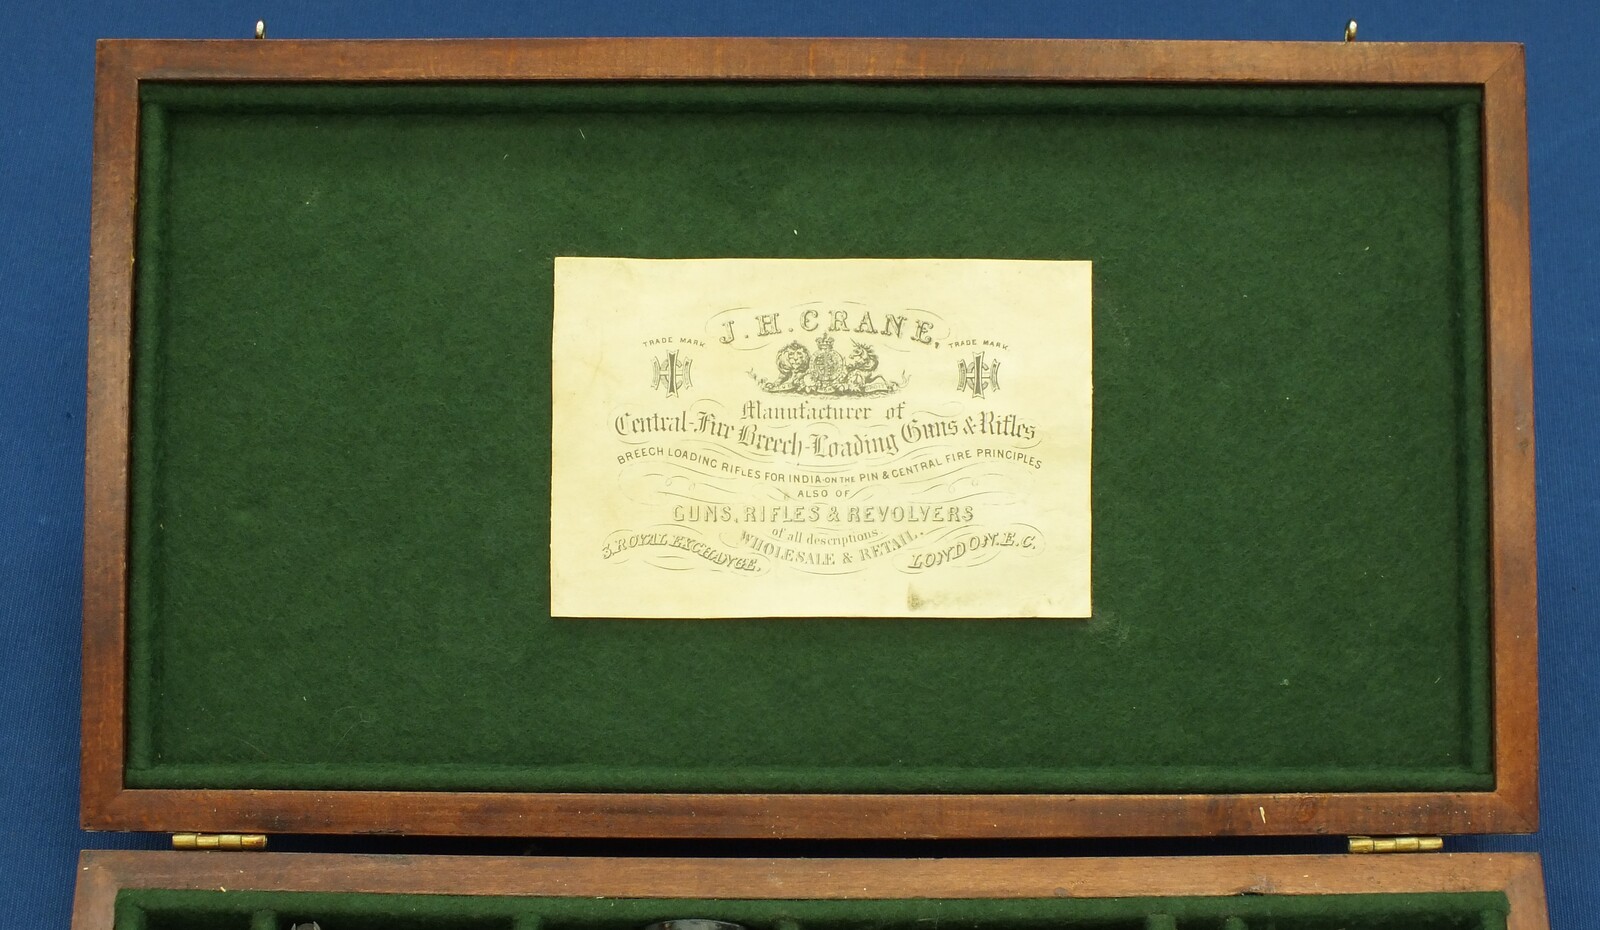 J. H. CRANE,
TRADE MARK
TRADE MARK
Manufacturer of
Central-Fire Breech-Loading Guns & Rifles
BREECH LOADING RIFLES FOR INDIA ON THE PIN & CENTRAL FIRE PRINCIPLES
ALSO OF
GUNS, RIFLES & REVOLVERS
of all descriptions
WHOLESALE & RETAIL.
3, ROYAL EXCHANGE.
LONDON. E.C.